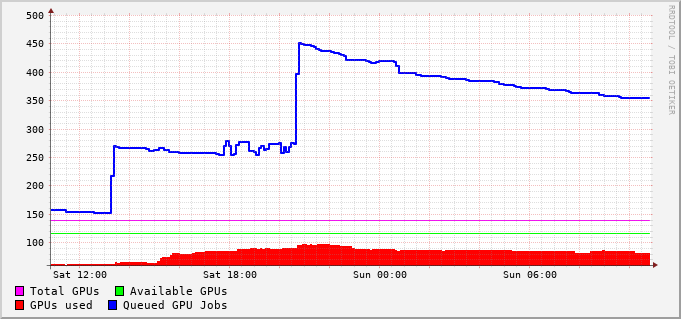 500
450
400
350
300
250
200
150
100
Sat 12:00 Sat 18:00 Sun 00:00 Sun 06:00
Total GPUs Available GPUs
GPUs used Queued GPU Jobs
RRDTOOL / TOBI OETIKER